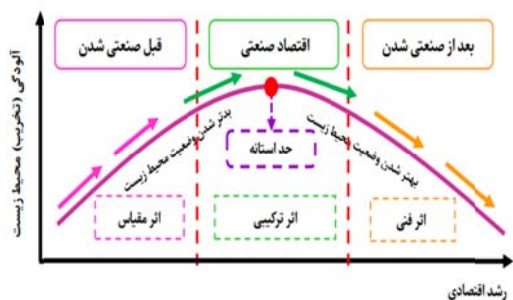 بعد از صنعتی شدن
اقتصاد صنعتی
قبل صنعتی شدن
آلودگی (تخریب) محیط زیست
بدتر شدن وضعیت محیط زیست
بهتر شدن وضعیت محیط زیست
حد استانه
اثر فنی
اثر ترکیبی
اثر مقیاس
رشد اقتصادی